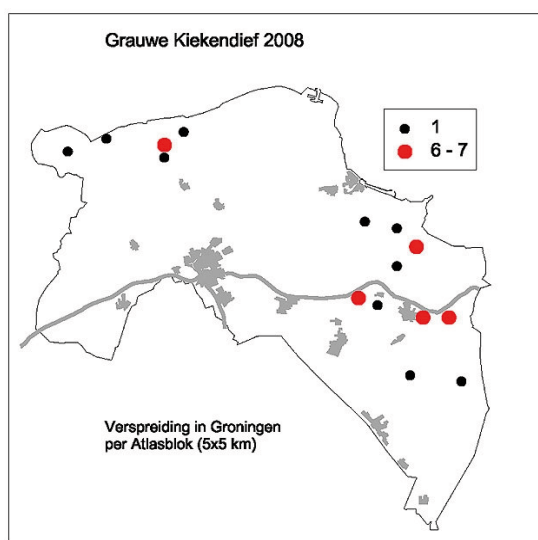 Grauwe Kiekendief 2008
1
6 - 7
Verspreiding in Groningen
per Atlasblok (5x5 km)